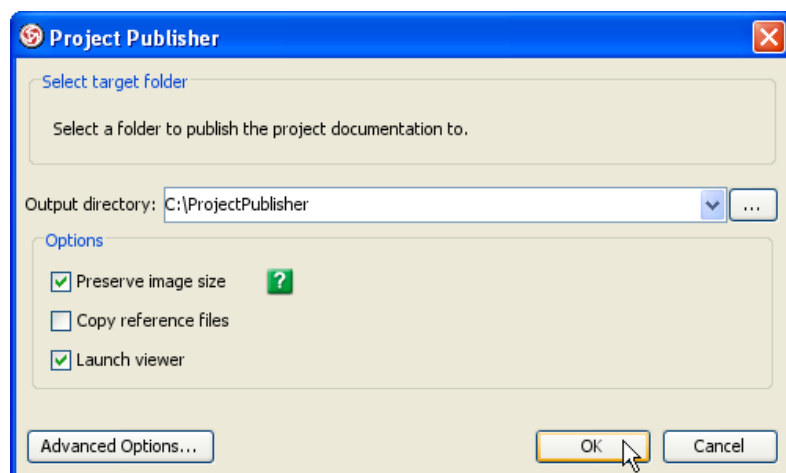 Project Publisher
Select target folder
Select a folder to publish the project documentation to.
Output directory: C:\ProjectPublisher ...
Options
Preserve image size ?
Copy reference files
Launch viewer
Advanced Options... OK Cancel